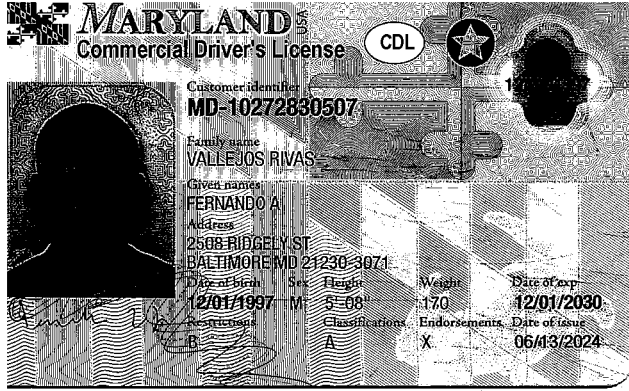 MARYLAND USA
Commercial Driver's License
CDL
Customer identifier
MD-10272830507
Family name
VALLEJOS RIVAS
Given names
FERNANDO A
Address
2508 RIDGELY ST
BALTIMORE MD 21230-3071
Date of birth Sex Height Weight Date of exp
12/01/1997 M 5'-08" 170 12/01/2030
Restrictions Classifications Endorsements Date of issue
B A X 06/13/2024